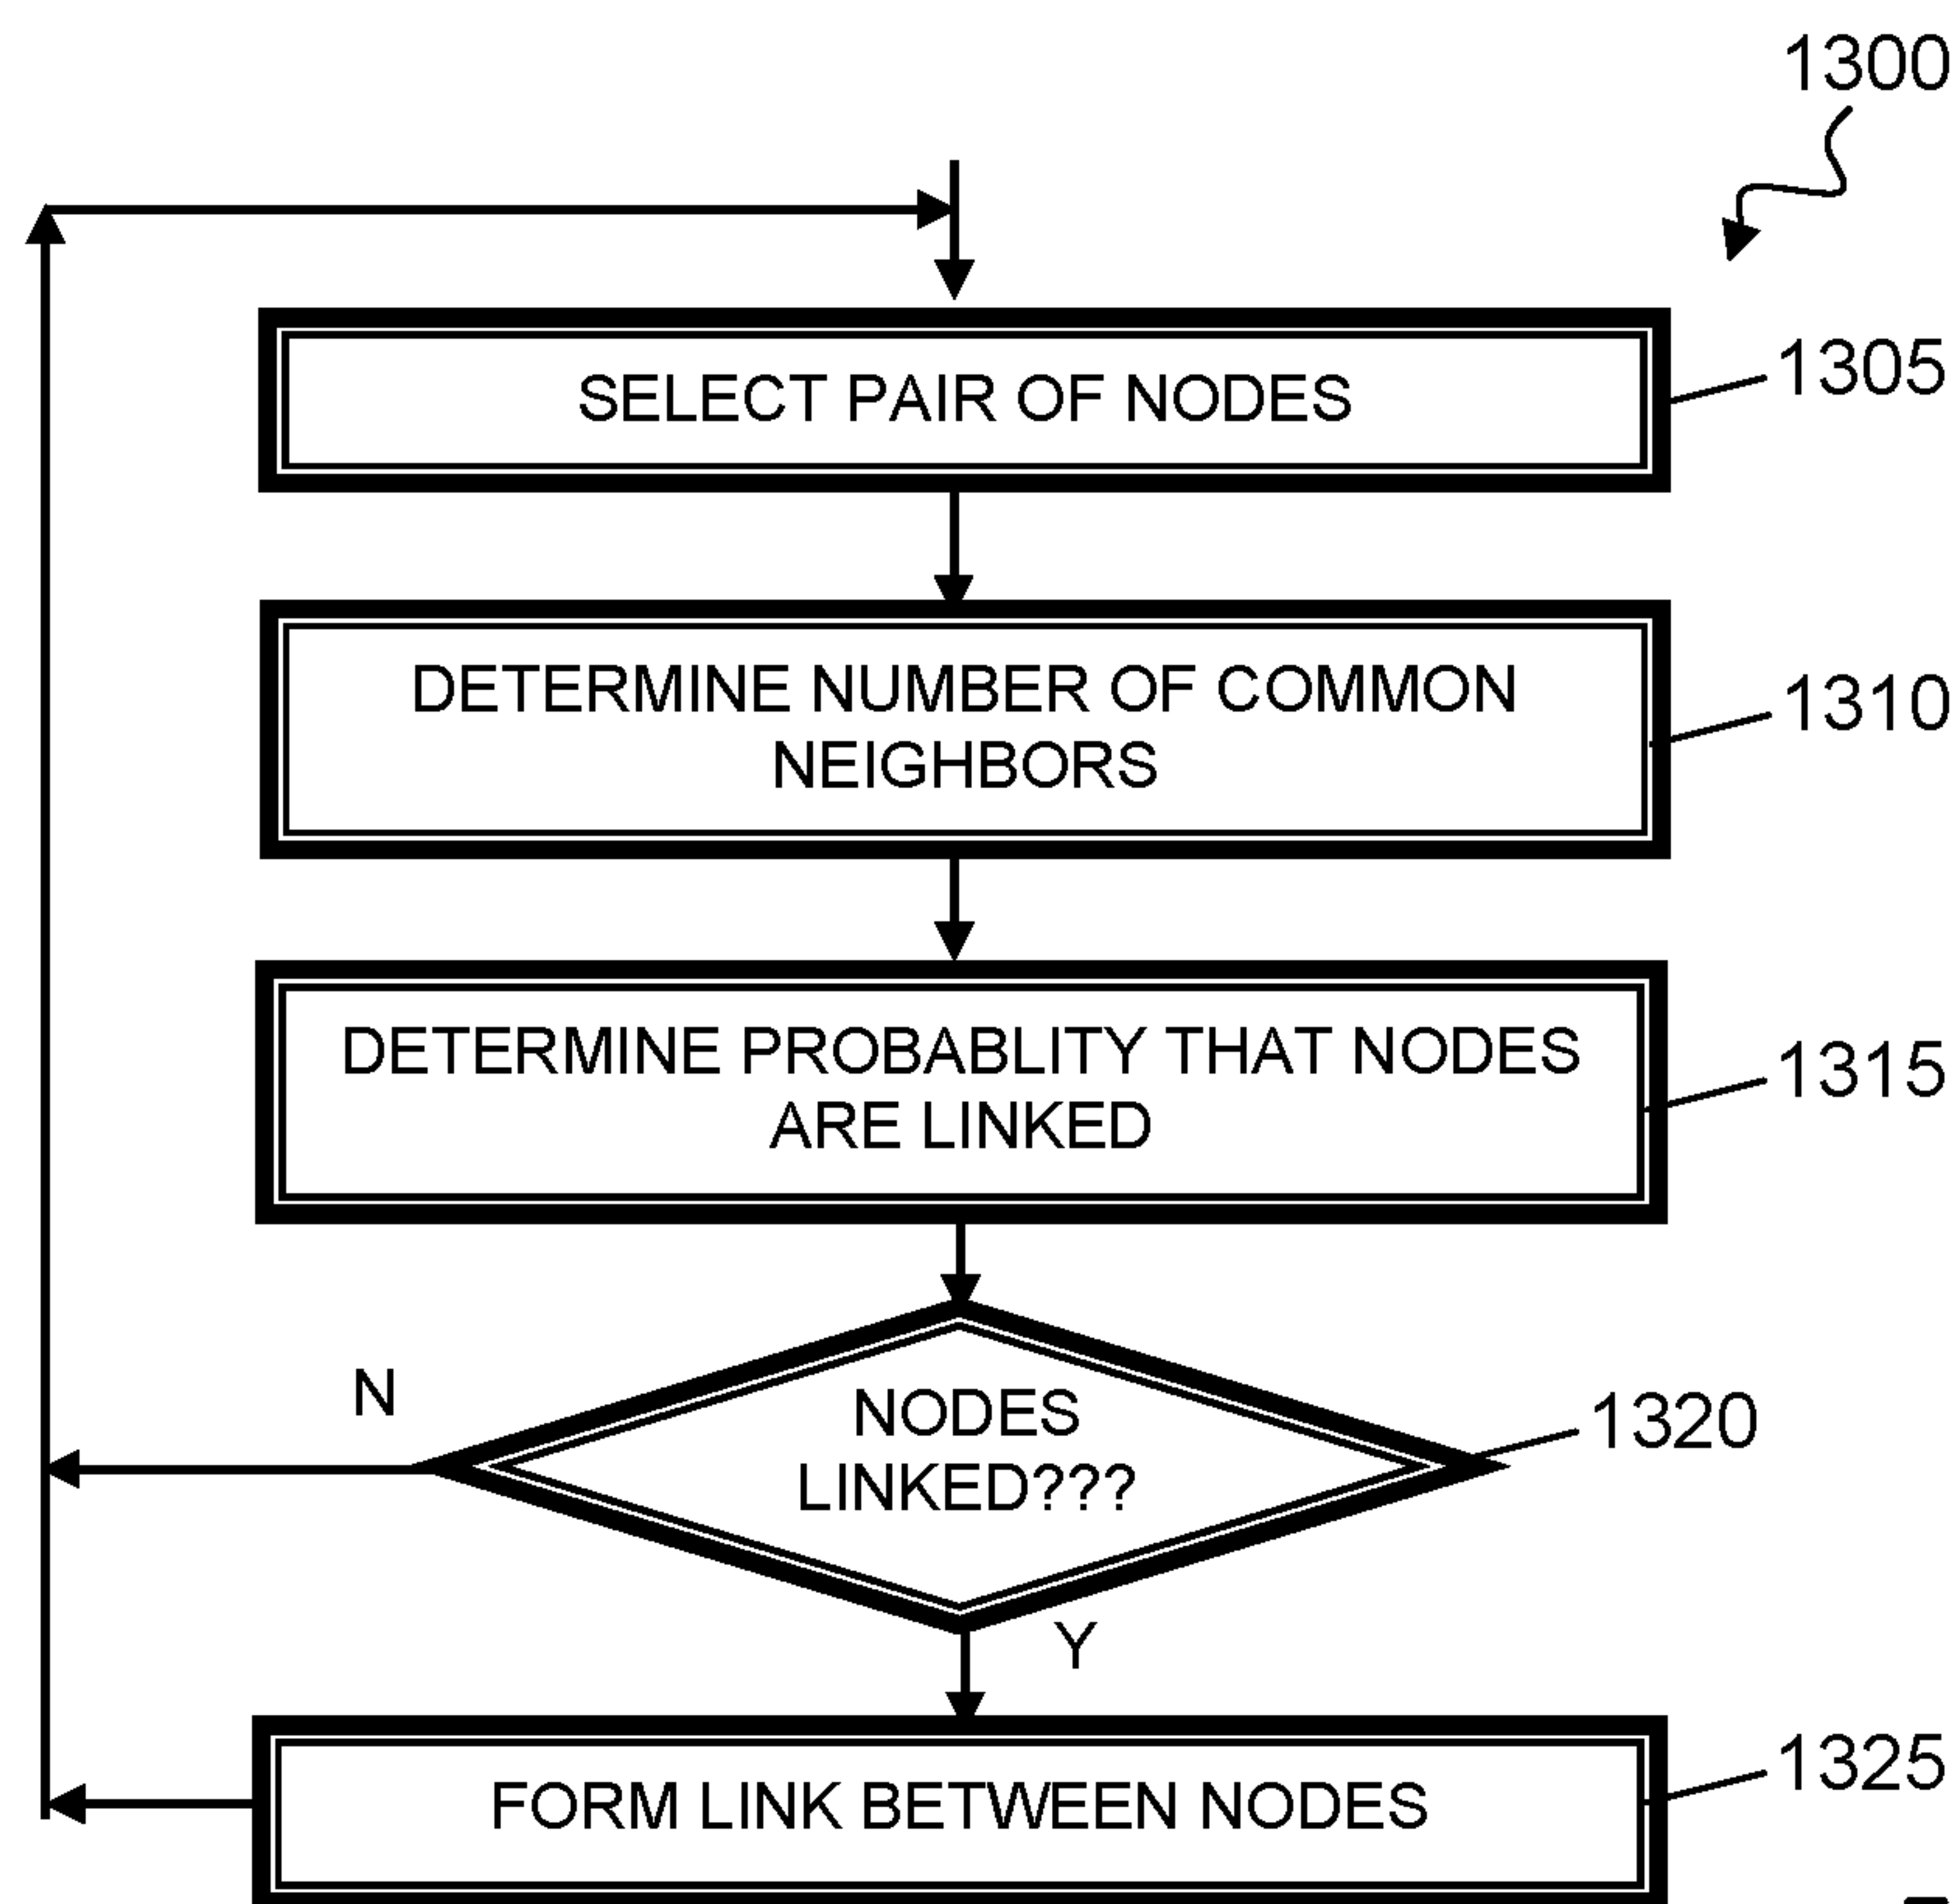 1300
SELECT PAIR OF NODES
1305
DETERMINE NUMBER OF COMMON
NEIGHBORS
1310
DETERMINE PROBABLITY THAT NODES
ARE LINKED
1315
N
NODES
LINKED???
1320
Y
FORM LINK BETWEEN NODES
1325